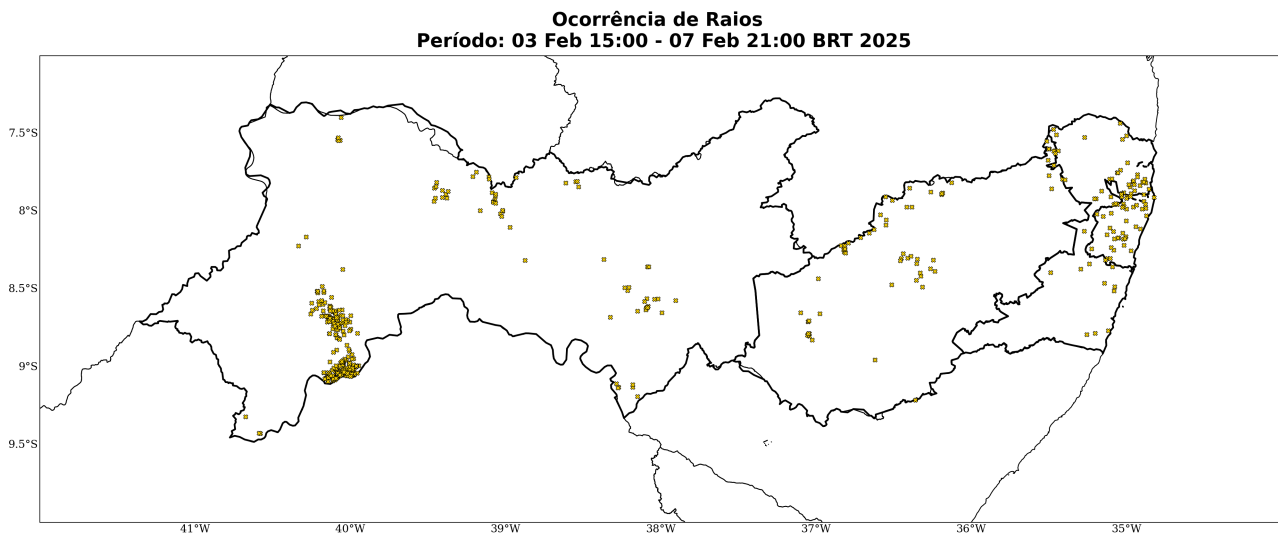 Ocorrência de Raios
Período: 03 Feb 15:00 - 07 Feb 21:00 BRT 2025
7.5°S
8°S
8.5°S
9°S
9.5°S
41°W
40°W
39°W
38°W
37°W
36°W
35°W